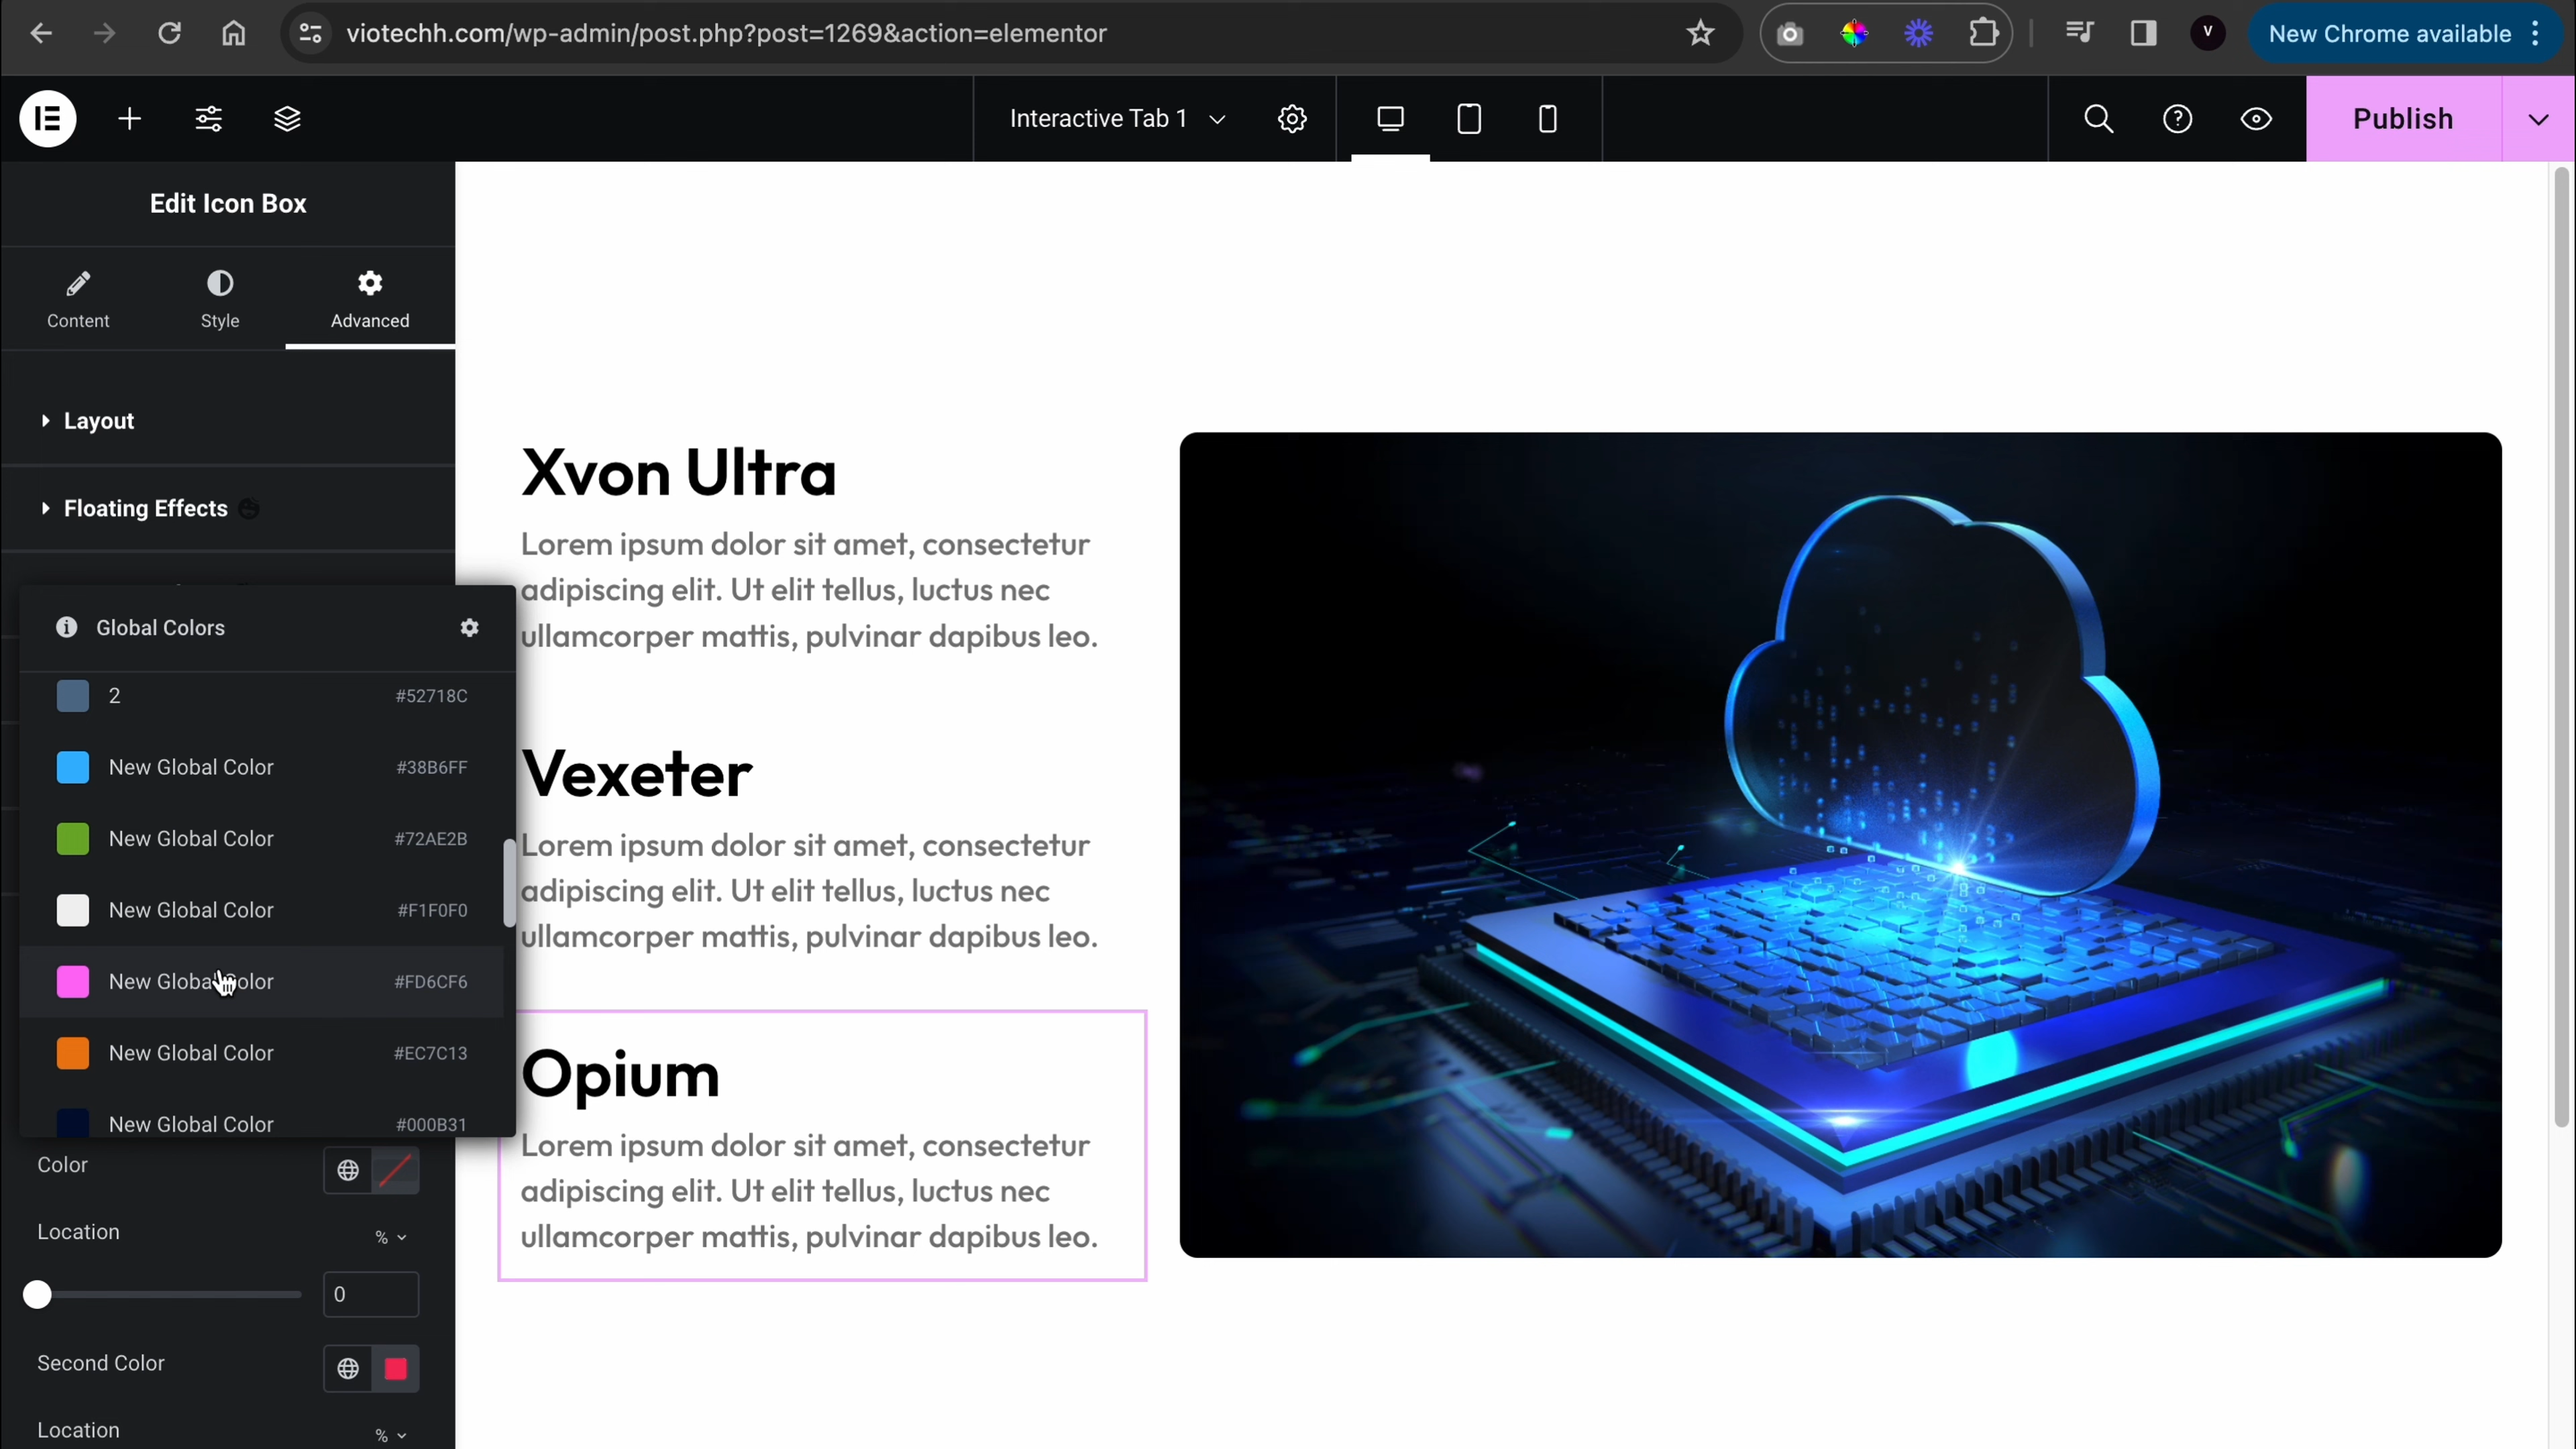 viotechh.com/wp-admin/post.php?post=1269&action=elementor
V
New Chrome available
Interactive Tab 1
Publish
Edit Icon Box
Content
Style
Advanced
Layout
Floating Effects
Global Colors
2 #52718C
New Global Color #38B6FF
New Global Color #72AE2B
New Global Color #F1F0F0
New Global Color #FD6CF6
New Global Color #EC7C13
New Global Color #000B31
Color
Location %
0
Second Color
Location %
Xvon Ultra
Lorem ipsum dolor sit amet, consectetur
adipiscing elit. Ut elit tellus, luctus nec
ullamcorper mattis, pulvinar dapibus leo.
Vexeter
Lorem ipsum dolor sit amet, consectetur
adipiscing elit. Ut elit tellus, luctus nec
ullamcorper mattis, pulvinar dapibus leo.
Opium
Lorem ipsum dolor sit amet, consectetur
adipiscing elit. Ut elit tellus, luctus nec
ullamcorper mattis, pulvinar dapibus leo.